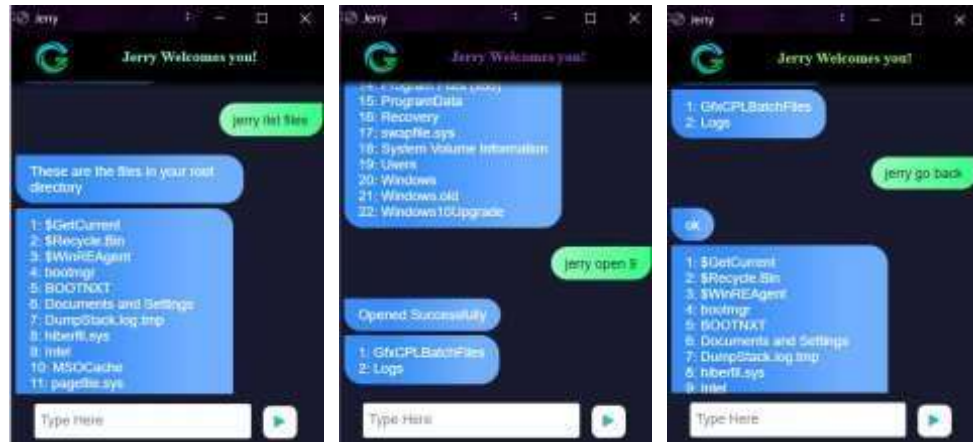 Jerry
Jerry Welcomes you!
jerry list files
These are the files in your root
directory
1: $GetCurrent
2: $Recycle.Bin
3: $WinREAgent
4: bootmgr
5: BOOTNXT
6: Documents and Settings
7: DumpStack.log.tmp
8: hiberfil.sys
9: Intel
10: MSOCache
11: pagefile.sys
Type Here
Jerry
Jerry Welcomes you!
14: Program Files (x86)
15: ProgramData
16: Recovery
17: swapfile.sys
18: System Volume Information
19: Users
20: Windows
21: Windows.old
22: Windows10Upgrade
jerry open 9
Opened Successfully
1: GfxCPLBatchFiles
2: Logs
Type Here
Jerry
Jerry Welcomes you!
1: GfxCPLBatchFiles
2: Logs
jerry go back
ok
1: $GetCurrent
2: $Recycle.Bin
3: $WinREAgent
4: bootmgr
5: BOOTNXT
6: Documents and Settings
7: DumpStack.log.tmp
8: hiberfil.sys
9: Intel
Type Here